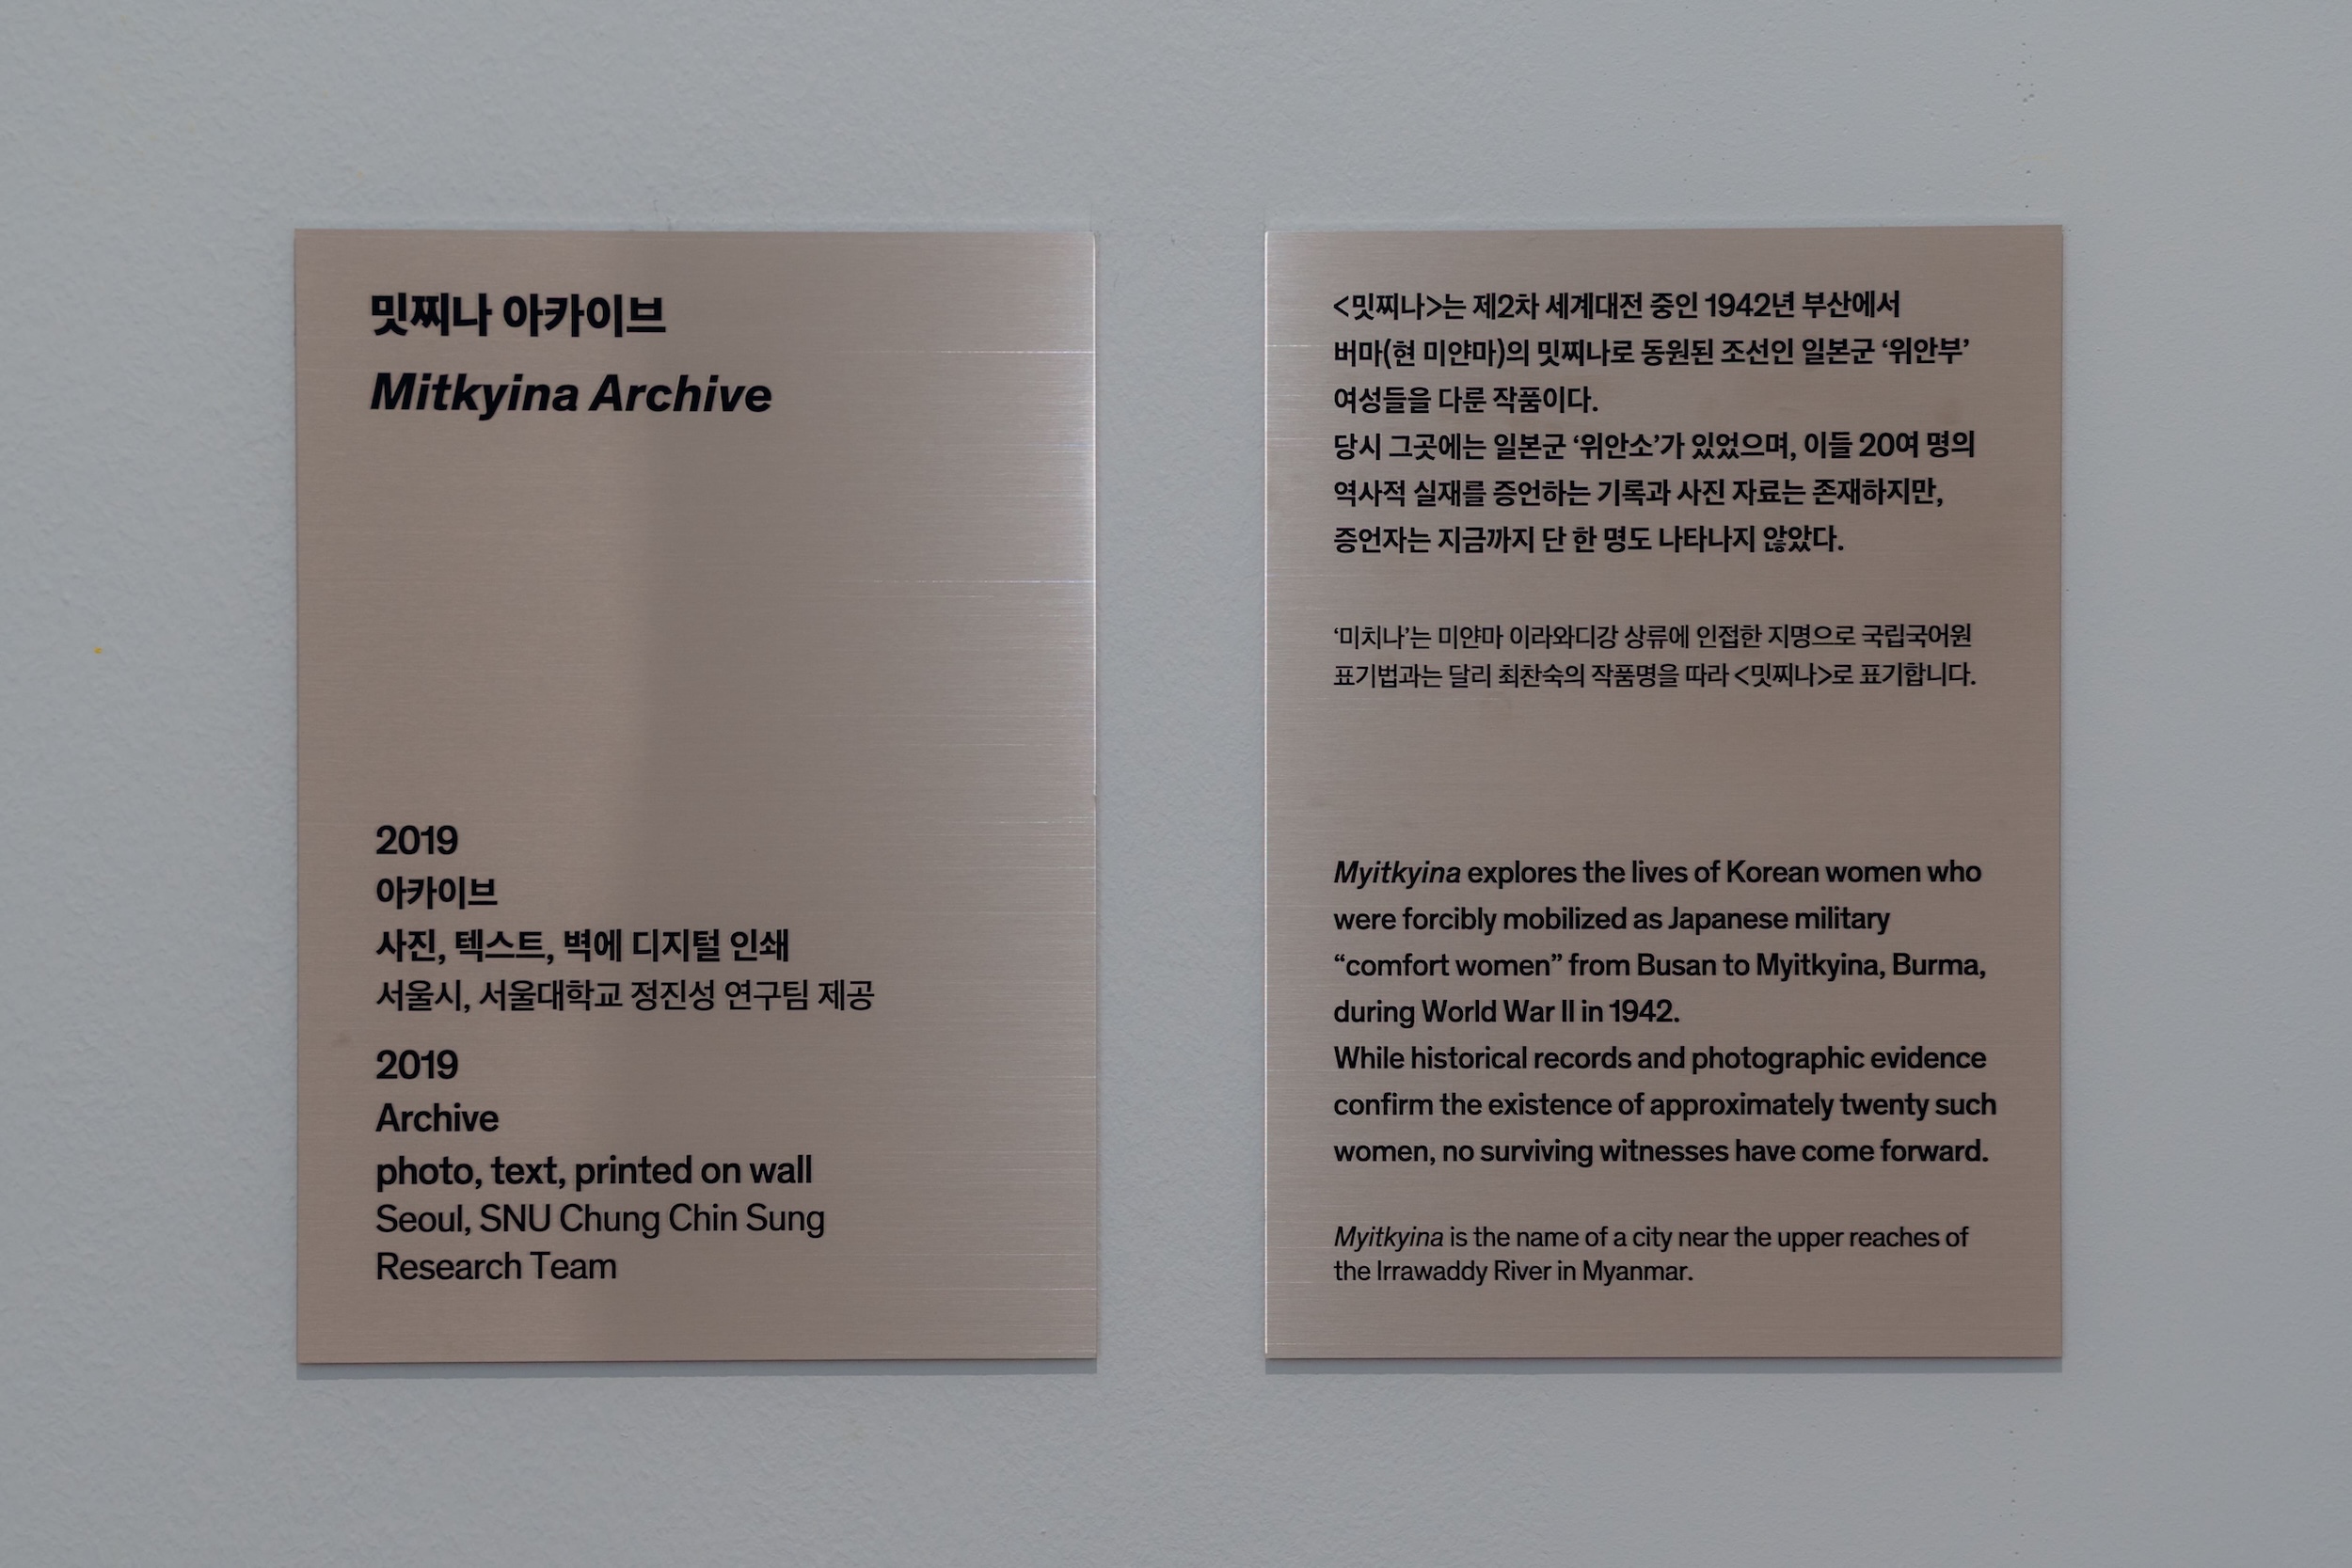 밋찌나 아카이브
Mitkyina Archive
2019
아카이브
사진, 텍스트, 벽에 디지털 인쇄
서울시, 서울대학교 정진성 연구팀 제공
2019
Archive
photo, text, printed on wall
Seoul, SNU Chung Chin Sung
Research Team
<밋찌나>는 제2차 세계대전 중인 1942년 부산에서
버마(현 미얀마)의 밋찌나로 동원된 조선인 일본군 ‘위안부’
여성들을 다룬 작품이다.
당시 그곳에는 일본군 ‘위안소’가 있었으며, 이들 20여 명의
역사적 실재를 증언하는 기록과 사진 자료는 존재하지만,
증언자는 지금까지 단 한 명도 나타나지 않았다.
‘미치나’는 미얀마 이라와디강 상류에 인접한 지명으로 국립국어원
표기법과는 달리 최찬숙의 작품명을 따라 <밋찌나>로 표기합니다.
Myitkyina explores the lives of Korean women who
were forcibly mobilized as Japanese military
“comfort women” from Busan to Myitkyina, Burma,
during World War II in 1942.
While historical records and photographic evidence
confirm the existence of approximately twenty such
women, no surviving witnesses have come forward.
Myitkyina is the name of a city near the upper reaches of
the Irrawaddy River in Myanmar.